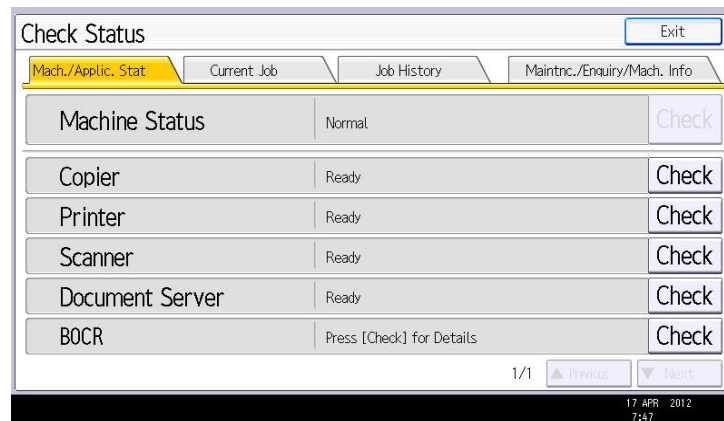 Check Status
Exit
Mach./Applic. Stat
Current Job
Job History
Maintnc./Enquiry/Mach. Info
Machine Status
Normal
Check
Copier
Ready
Check
Printer
Ready
Check
Scanner
Ready
Check
Document Server
Ready
Check
BOCR
Press [Check] for Details
Check
1/1
▲ Previous
▼ Next
17 APR 2012
7:47